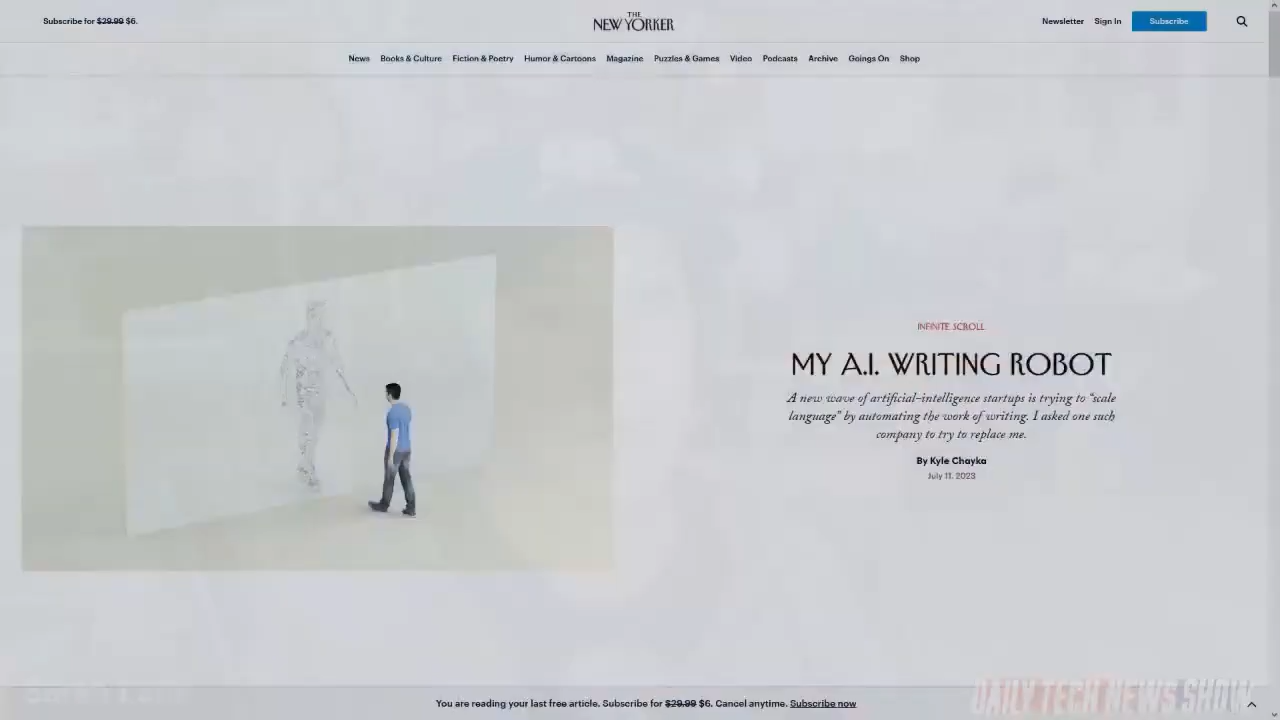 Subscribe for $29.99 $6.
THE
NEW YORKER
Newsletter Sign In Subscribe
News Books & Culture Fiction & Poetry Humor & Cartoons Magazine Puzzles & Games Video Podcasts Archive Goings On Shop
INFINITE SCROLL
MY A.I. WRITING ROBOT
A new wave of artificial-intelligence startups is trying to “scale
language” by automating the work of writing. I asked one such
company to try to replace me.
By Kyle Chayka
July 11, 2023
You are reading your last free article. Subscribe for $29.99 $6. Cancel anytime. Subscribe now
DAILY TECH NEWS SHOW